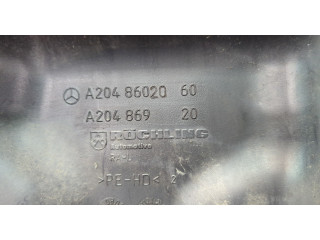 A204 86020 60
A204 869 20
RÖCHLING
Automotive
>PE-HD<